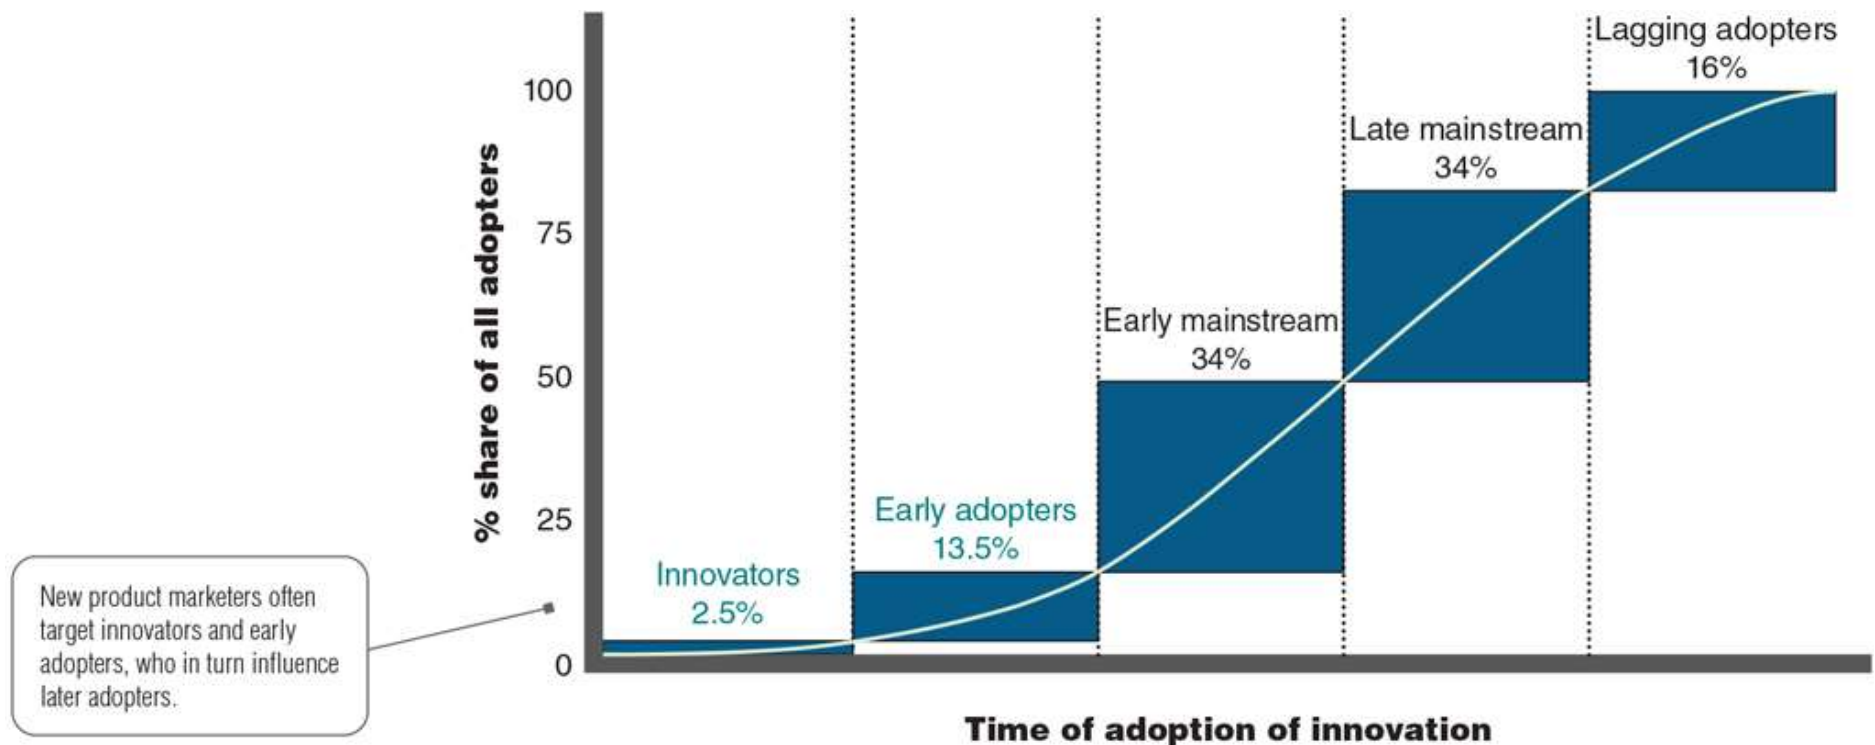 Lagging adopters
16%
Late mainstream
34%
Early mainstream
34%
Early adopters
13.5%
Innovators
2.5%
% share of all adopters
100
75
50
25
0
New product marketers often
target innovators and early
adopters, who in turn influence
later adopters.
Time of adoption of innovation